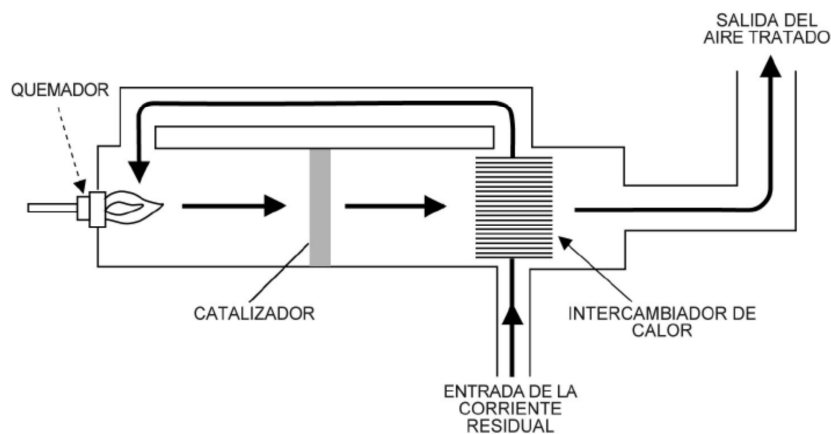 SALIDA DEL
AIRE TRATADO
QUEMADOR
CATALIZADOR
INTERCAMBIADOR DE
CALOR
ENTRADA DE LA
CORRIENTE
RESIDUAL